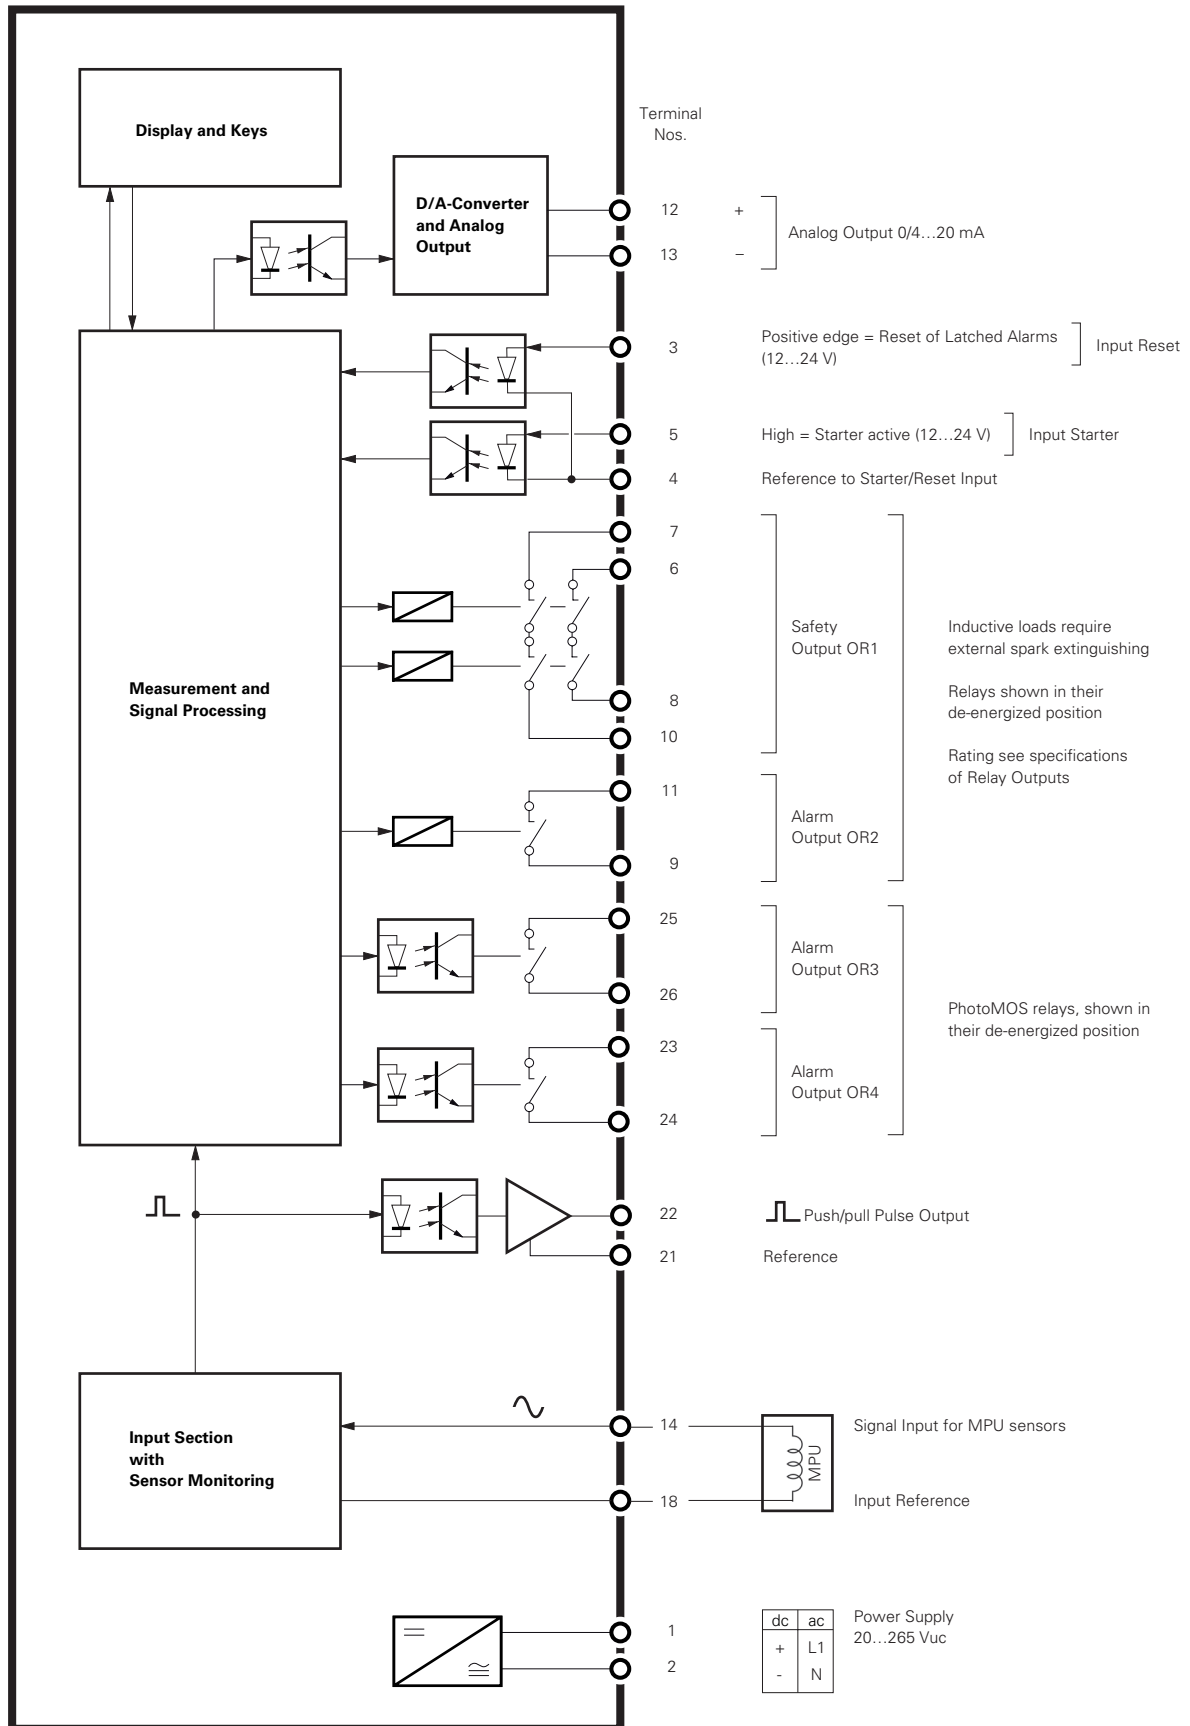 Display and Keys
Terminal
Nos.
D/A-Converter
and Analog
Output
12 +
13 –
Analog Output 0/4…20 mA
3
Positive edge = Reset of Latched Alarms
(12…24 V)
Input Reset
5
High = Starter active (12…24 V)
Input Starter
4
Reference to Starter/Reset Input
7
6
Safety
Output OR1
8
10
Inductive loads require
external spark extinguishing
Relays shown in their
de-energized position
Rating see specifications
of Relay Outputs
Measurement and
Signal Processing
11
Alarm
Output OR2
9
25
Alarm
Output OR3
26
PhotoMOS relays, shown in
their de-energized position
23
Alarm
Output OR4
24
22
Push/pull Pulse Output
21
Reference
Input Section
with
Sensor Monitoring
14
MPU
Signal Input for MPU sensors
18
Input Reference
1
2
dc ac
+ L1
- N
Power Supply
20…265 Vuc